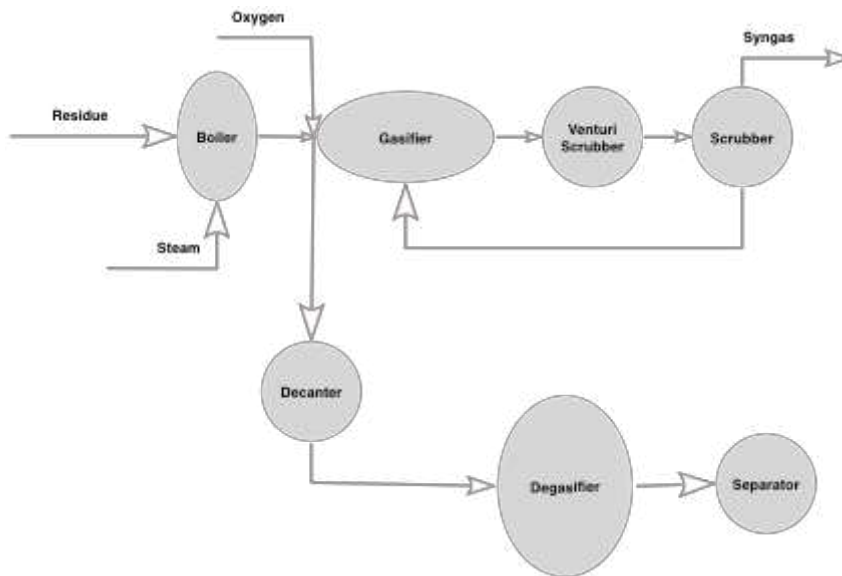 Oxygen
Syngas
Residue
Boiler
Gasifier
Venturi
Scrubber
Scrubber
Steam
Decanter
Degasifier
Separator